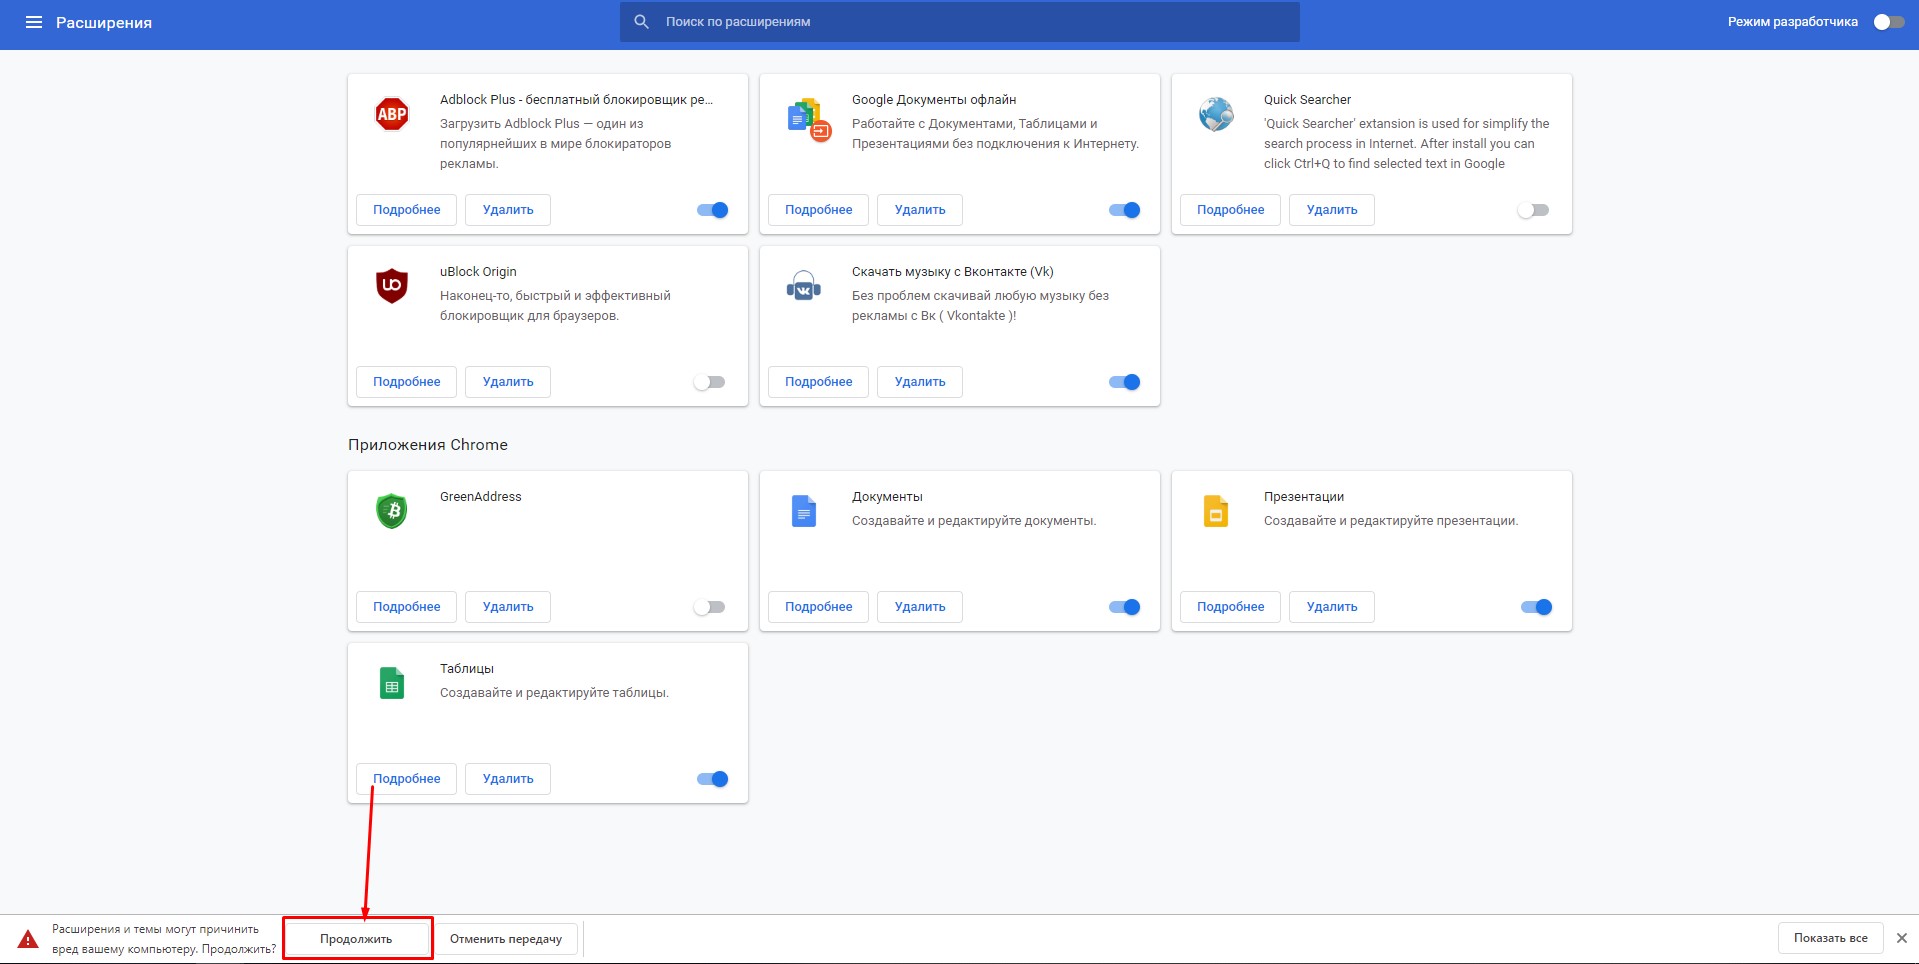 Расширения
Поиск по расширениям
Режим разработчика
ABP
Adblock Plus - бесплатный блокировщик ре...
Загрузить Adblock Plus — один из
популярнейших в мире блокираторов
рекламы.
Подробнее
Удалить
Google Документы офлайн
Работайте с Документами, Таблицами и
Презентациями без подключения к Интернету.
Подробнее
Удалить
Quick Searcher
'Quick Searcher' extansion is used for simplify the
search process in Internet. After install you can
click Ctrl+Q to find selected text in Google
Подробнее
Удалить
uBlock Origin
Наконец-то, быстрый и эффективный
блокировщик для браузеров.
Подробнее
Удалить
Скачать музыку с Вконтакте (Vk)
Без проблем скачивай любую музыку без
рекламы с Вк ( Vkontakte )!
Подробнее
Удалить
Приложения Chrome
GreenAddress
Подробнее
Удалить
Документы
Создавайте и редактируйте документы.
Подробнее
Удалить
Презентации
Создавайте и редактируйте презентации.
Подробнее
Удалить
Таблицы
Создавайте и редактируйте таблицы.
Подробнее
Удалить
Расширения и темы могут причинить
вред вашему компьютеру. Продолжить?
Продолжить
Отменить передачу
Показать все